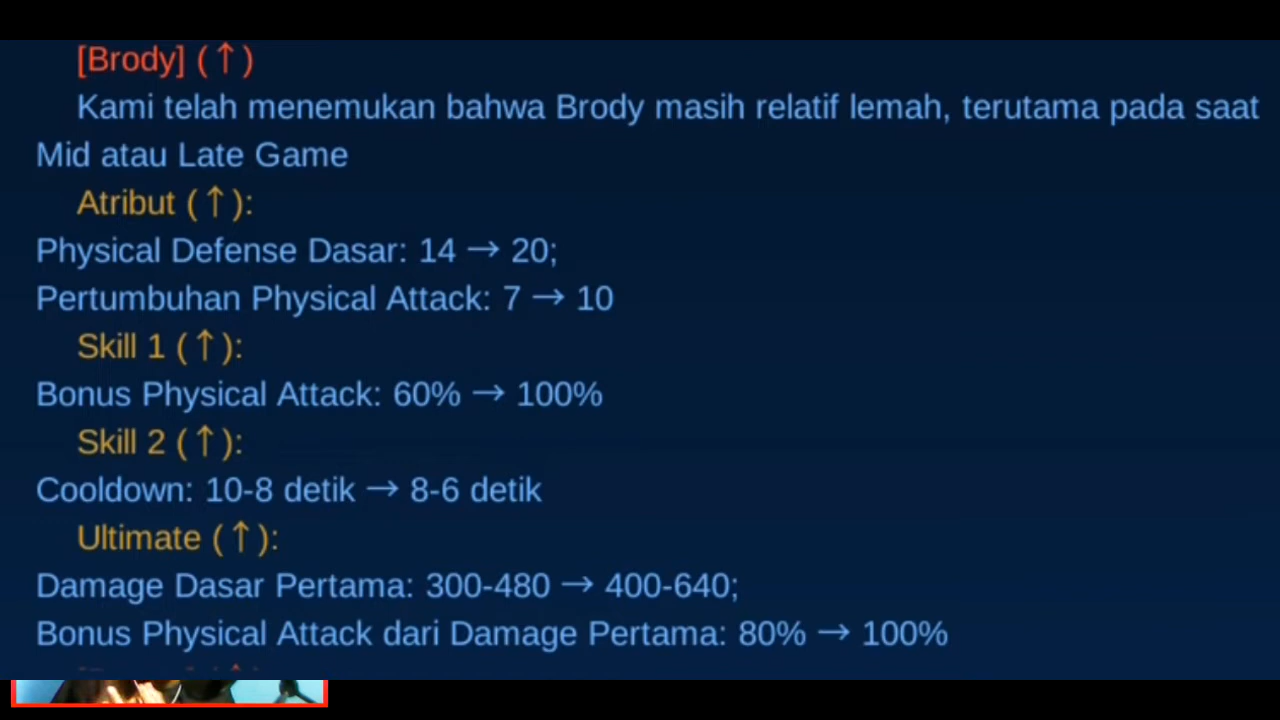 [Brody] (↑)
Kami telah menemukan bahwa Brody masih relatif lemah, terutama pada saat
Mid atau Late Game
Atribut (↑):
Physical Defense Dasar: 14 → 20;
Pertumbuhan Physical Attack: 7 → 10
Skill 1 (↑):
Bonus Physical Attack: 60% → 100%
Skill 2 (↑):
Cooldown: 10-8 detik → 8-6 detik
Ultimate (↑):
Damage Dasar Pertama: 300-480 → 400-640;
Bonus Physical Attack dari Damage Pertama: 80% → 100%